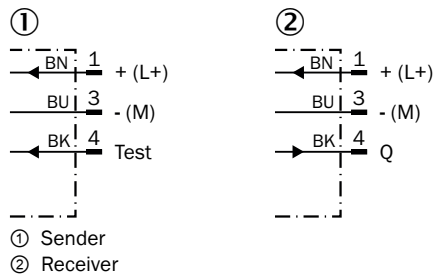 ① ②
BN 1 + (L+) BN 1 + (L+)
BU 3 - (M) BU 3 - (M)
BK 4 Test BK 4 Q
① Sender
② Receiver